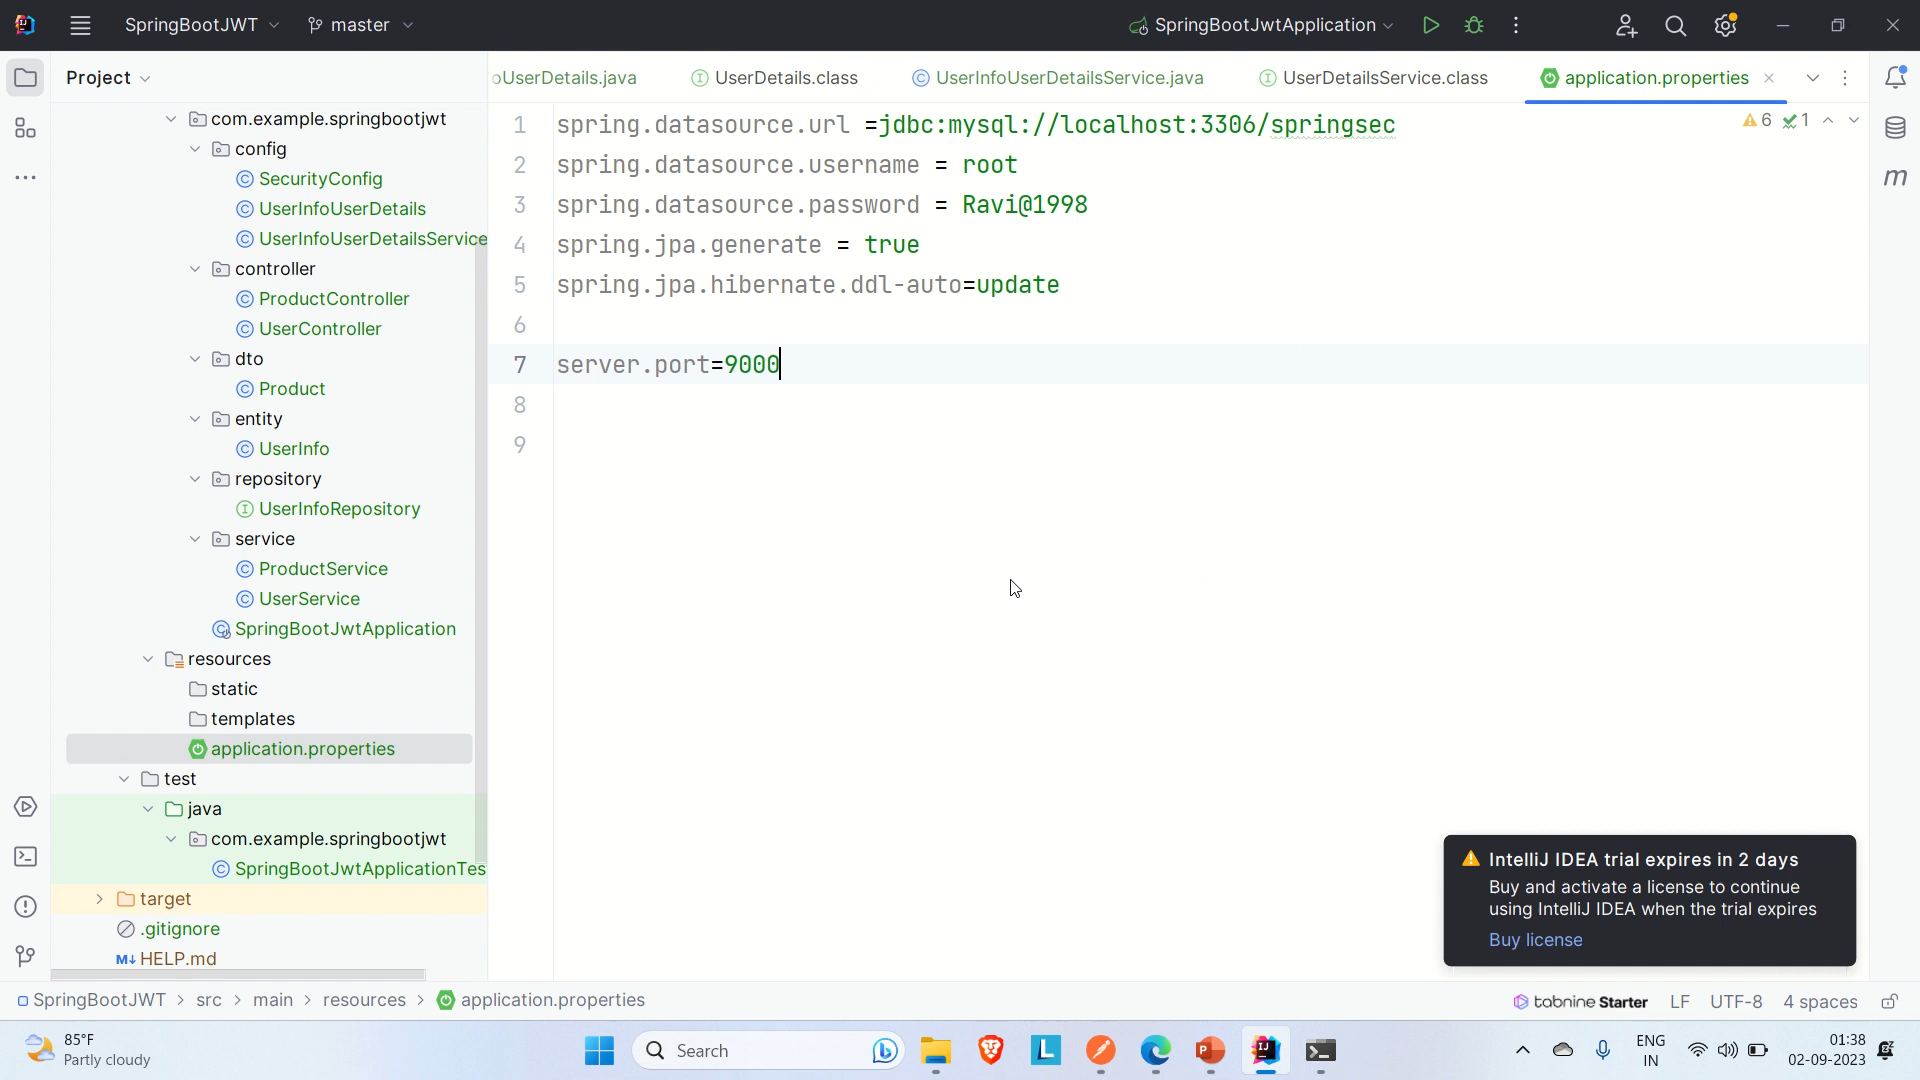 SpringBootJWT
master
SpringBootJwtApplication
Project
oUserDetails.java
UserDetails.class
UserInfoUserDetailsService.java
UserDetailsService.class
application.properties
com.example.springbootjwt
config
SecurityConfig
UserInfoUserDetails
UserInfoUserDetailsService
controller
ProductController
UserController
dto
Product
entity
UserInfo
repository
UserInfoRepository
service
ProductService
UserService
SpringBootJwtApplication
resources
static
templates
application.properties
test
java
com.example.springbootjwt
SpringBootJwtApplicationTes
target
.gitignore
M↓ HELP.md
1 spring.datasource.url =jdbc:mysql://localhost:3306/springsec
2 spring.datasource.username = root
3 spring.datasource.password = Ravi@1998
4 spring.jpa.generate = true
5 spring.jpa.hibernate.ddl-auto=update
6
7 server.port=9000
8
9
6 1
m
IntelliJ IDEA trial expires in 2 days
Buy and activate a license to continue
using IntelliJ IDEA when the trial expires
Buy license
SpringBootJWT > src > main > resources > application.properties
tabnine Starter LF UTF-8 4 spaces
85°F
Partly cloudy
Search
ENG
IN
01:38
02-09-2023